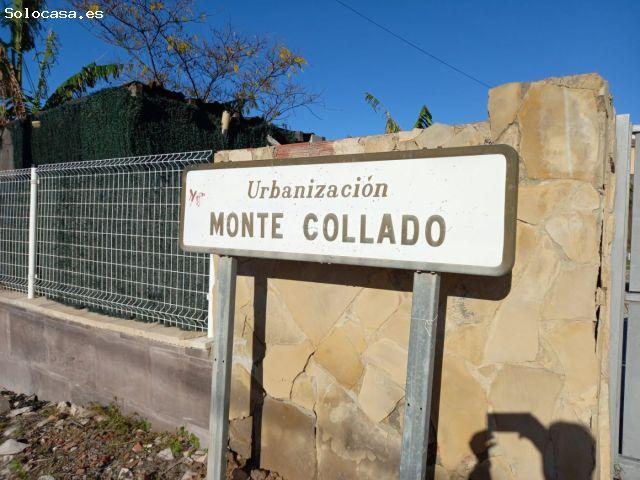 Solocasa.es
Urbanización
MONTE COLLADO